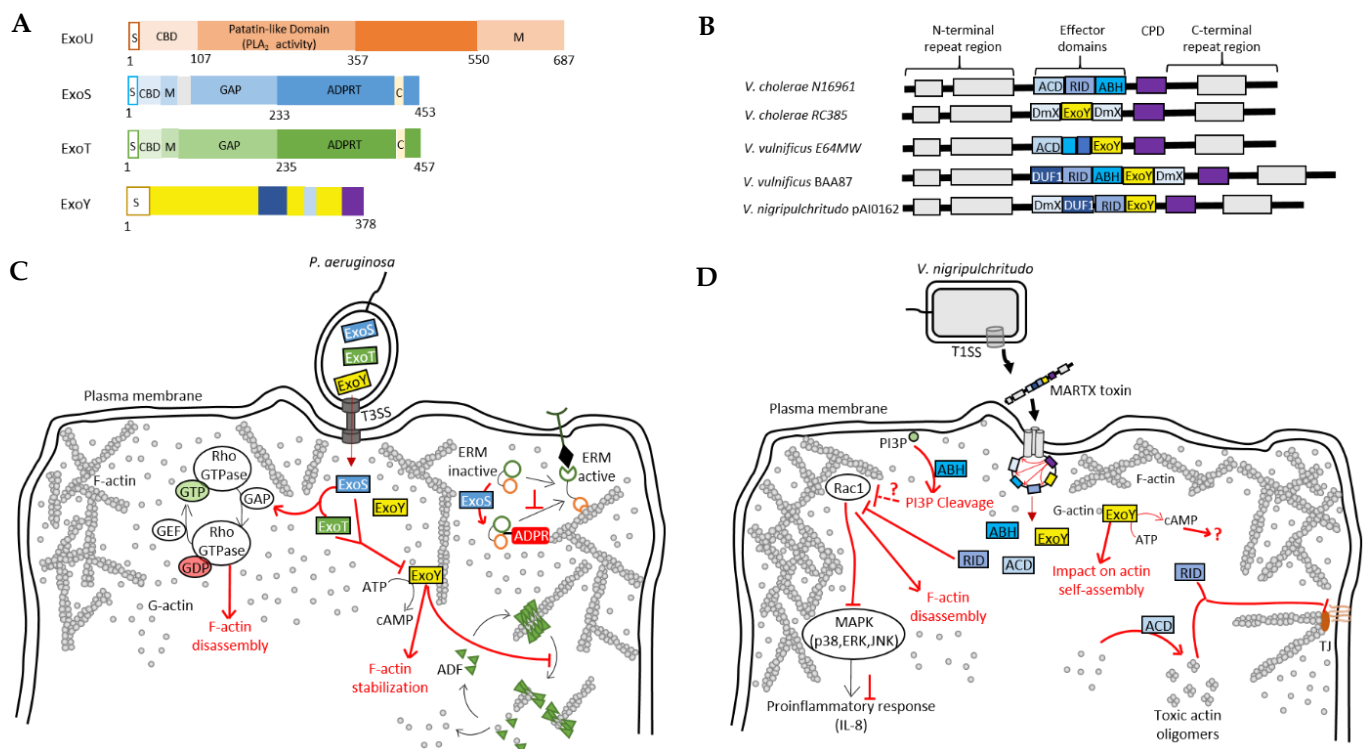 A
ExoU
S
CBD
Patatin-like Domain
(PLA2 activity)
M
1
107
357
550
687
ExoS
S
CBD
M
GAP
ADPRT
C
1
233
453
ExoT
S
CBD
M
GAP
ADPRT
C
1
235
457
ExoY
S
1
378
B
N-terminal
repeat region
Effector
domains
CPD
C-terminal
repeat region
V. cholerae N16961
ACD
RID
ABH
V. cholerae RC385
DmX
ExoY
DmX
V. vulnificus E64MW
ACD
ExoY
V. vulnificus BAA87
DUF1
RID
ABH
ExoY
DmX
V. nigripulchritudo pAI0162
DmX
DUF1
RID
ExoY
C
P. aeruginosa
ExoS
ExoT
ExoY
Plasma membrane
T3SS
F-actin
Rho
GTPase
GTP
GAP
GEF
Rho
GTPase
GDP
G-actin
F-actin
disassembly
ExoS
ExoT
ExoY
ATP
ExoY
cAMP
F-actin
stabilization
ADF
ERM
inactive
ExoS
ADPR
ERM
active
D
V. nigripulchritudo
T1SS
MARTX toxin
Plasma membrane
PI3P
ABH
PI3P Cleavage
?
Rac1
F-actin
G-actin
ExoY
cAMP
ATP
?
ABH
ExoY
RID
ACD
Impact on actin
self-assembly
RID
F-actin
disassembly
MAPK
(p38,ERK,JNK)
ACD
TJ
Proinflammatory response
(IL-8)
Toxic actin
oligomers